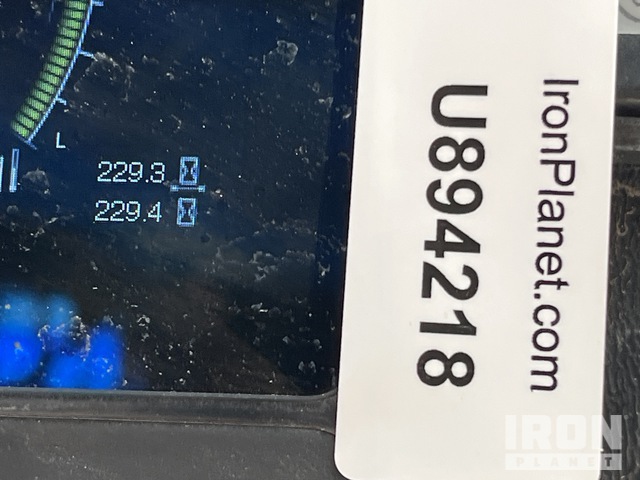 L
229.3
229.4
IronPlanet.com
U894218
IRON
PLANET